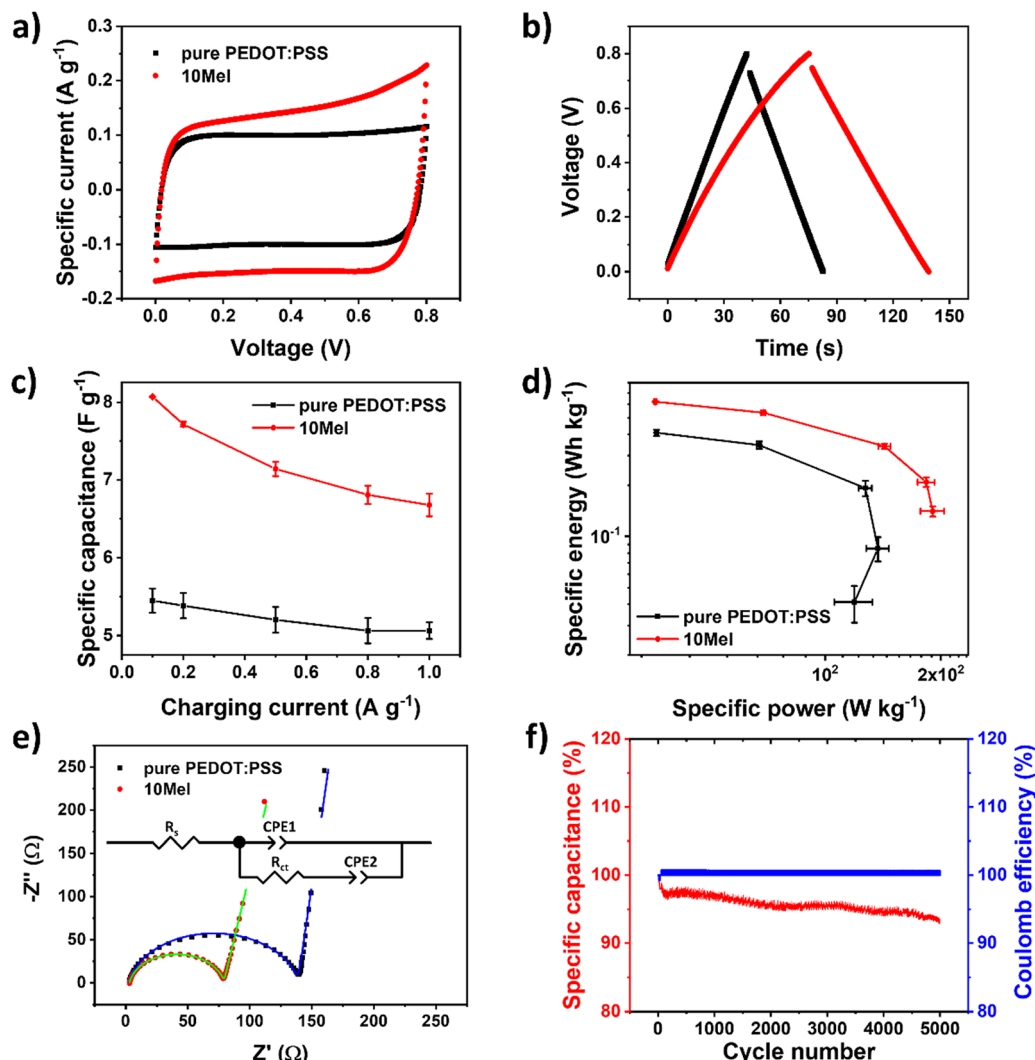 a)
Specific current (A g⁻¹)
0.3
0.2
0.1
0.0
-0.1
-0.2
pure PEDOT:PSS
10Mel
0.0 0.2 0.4 0.6 0.8
Voltage (V)
b)
Voltage (V)
0.8
0.6
0.4
0.2
0.0
0 30 60 90 120 150
Time (s)
c)
Specific capacitance (F g⁻¹)
8
7
6
5
pure PEDOT:PSS
10Mel
0.0 0.2 0.4 0.6 0.8 1.0
Charging current (A g⁻¹)
d)
Specific energy (Wh kg⁻¹)
10⁻¹
pure PEDOT:PSS
10Mel
10² 2x10²
Specific power (W kg⁻¹)
e)
-Z'' (Ω)
250
200
150
100
50
0
pure PEDOT:PSS
10Mel
Rs CPE1
Rct CPE2
0 50 100 150 200 250
Z' (Ω)
f)
Specific capacitance (%)
120
110
100
90
80
120
110
100
90
80
Coulomb efficiency (%)
0 1000 2000 3000 4000 5000
Cycle number